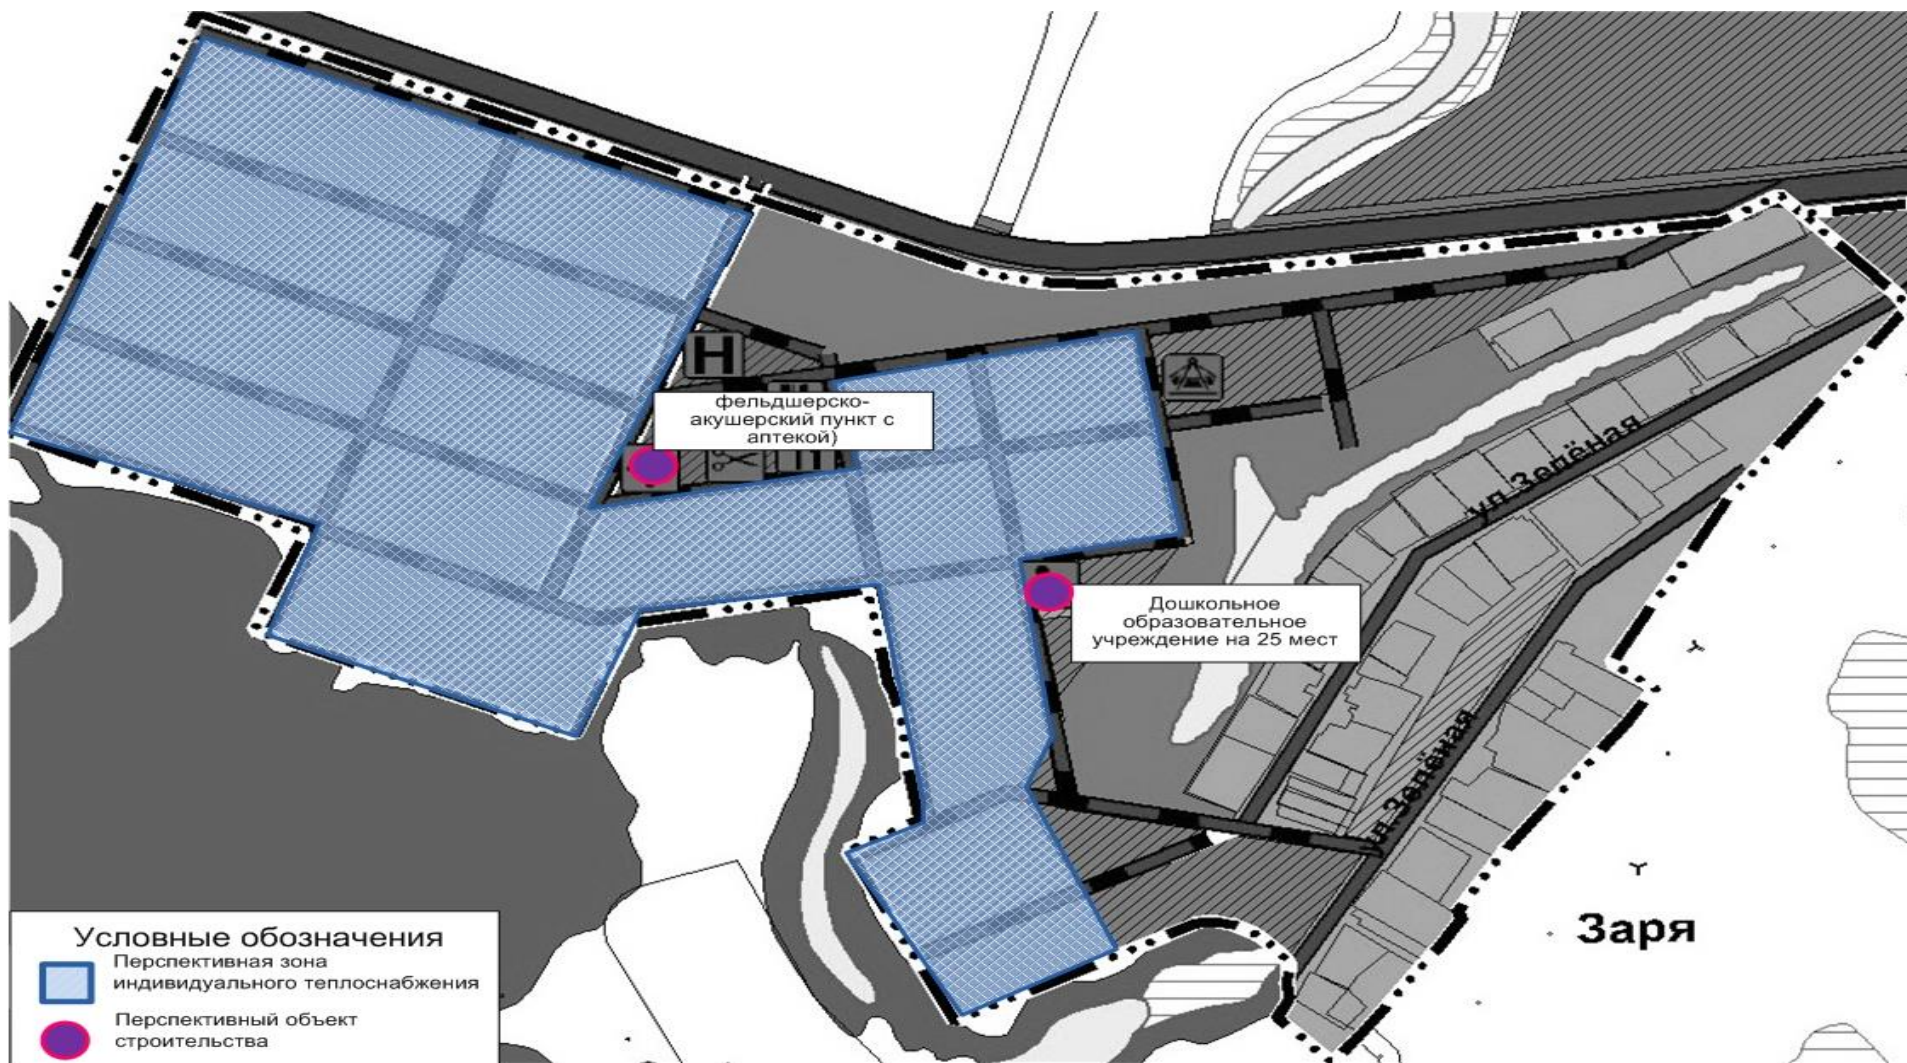 Н
фельдшерско-
акушерский пункт с
аптекой)
ул.Зелёная
Дошкольное
образовательное
учреждение на 25 мест
ул.Зелёная
Заря
Условные обозначения
Перспективная зона
индивидуального теплоснабжения
Перспективный объект
строительства